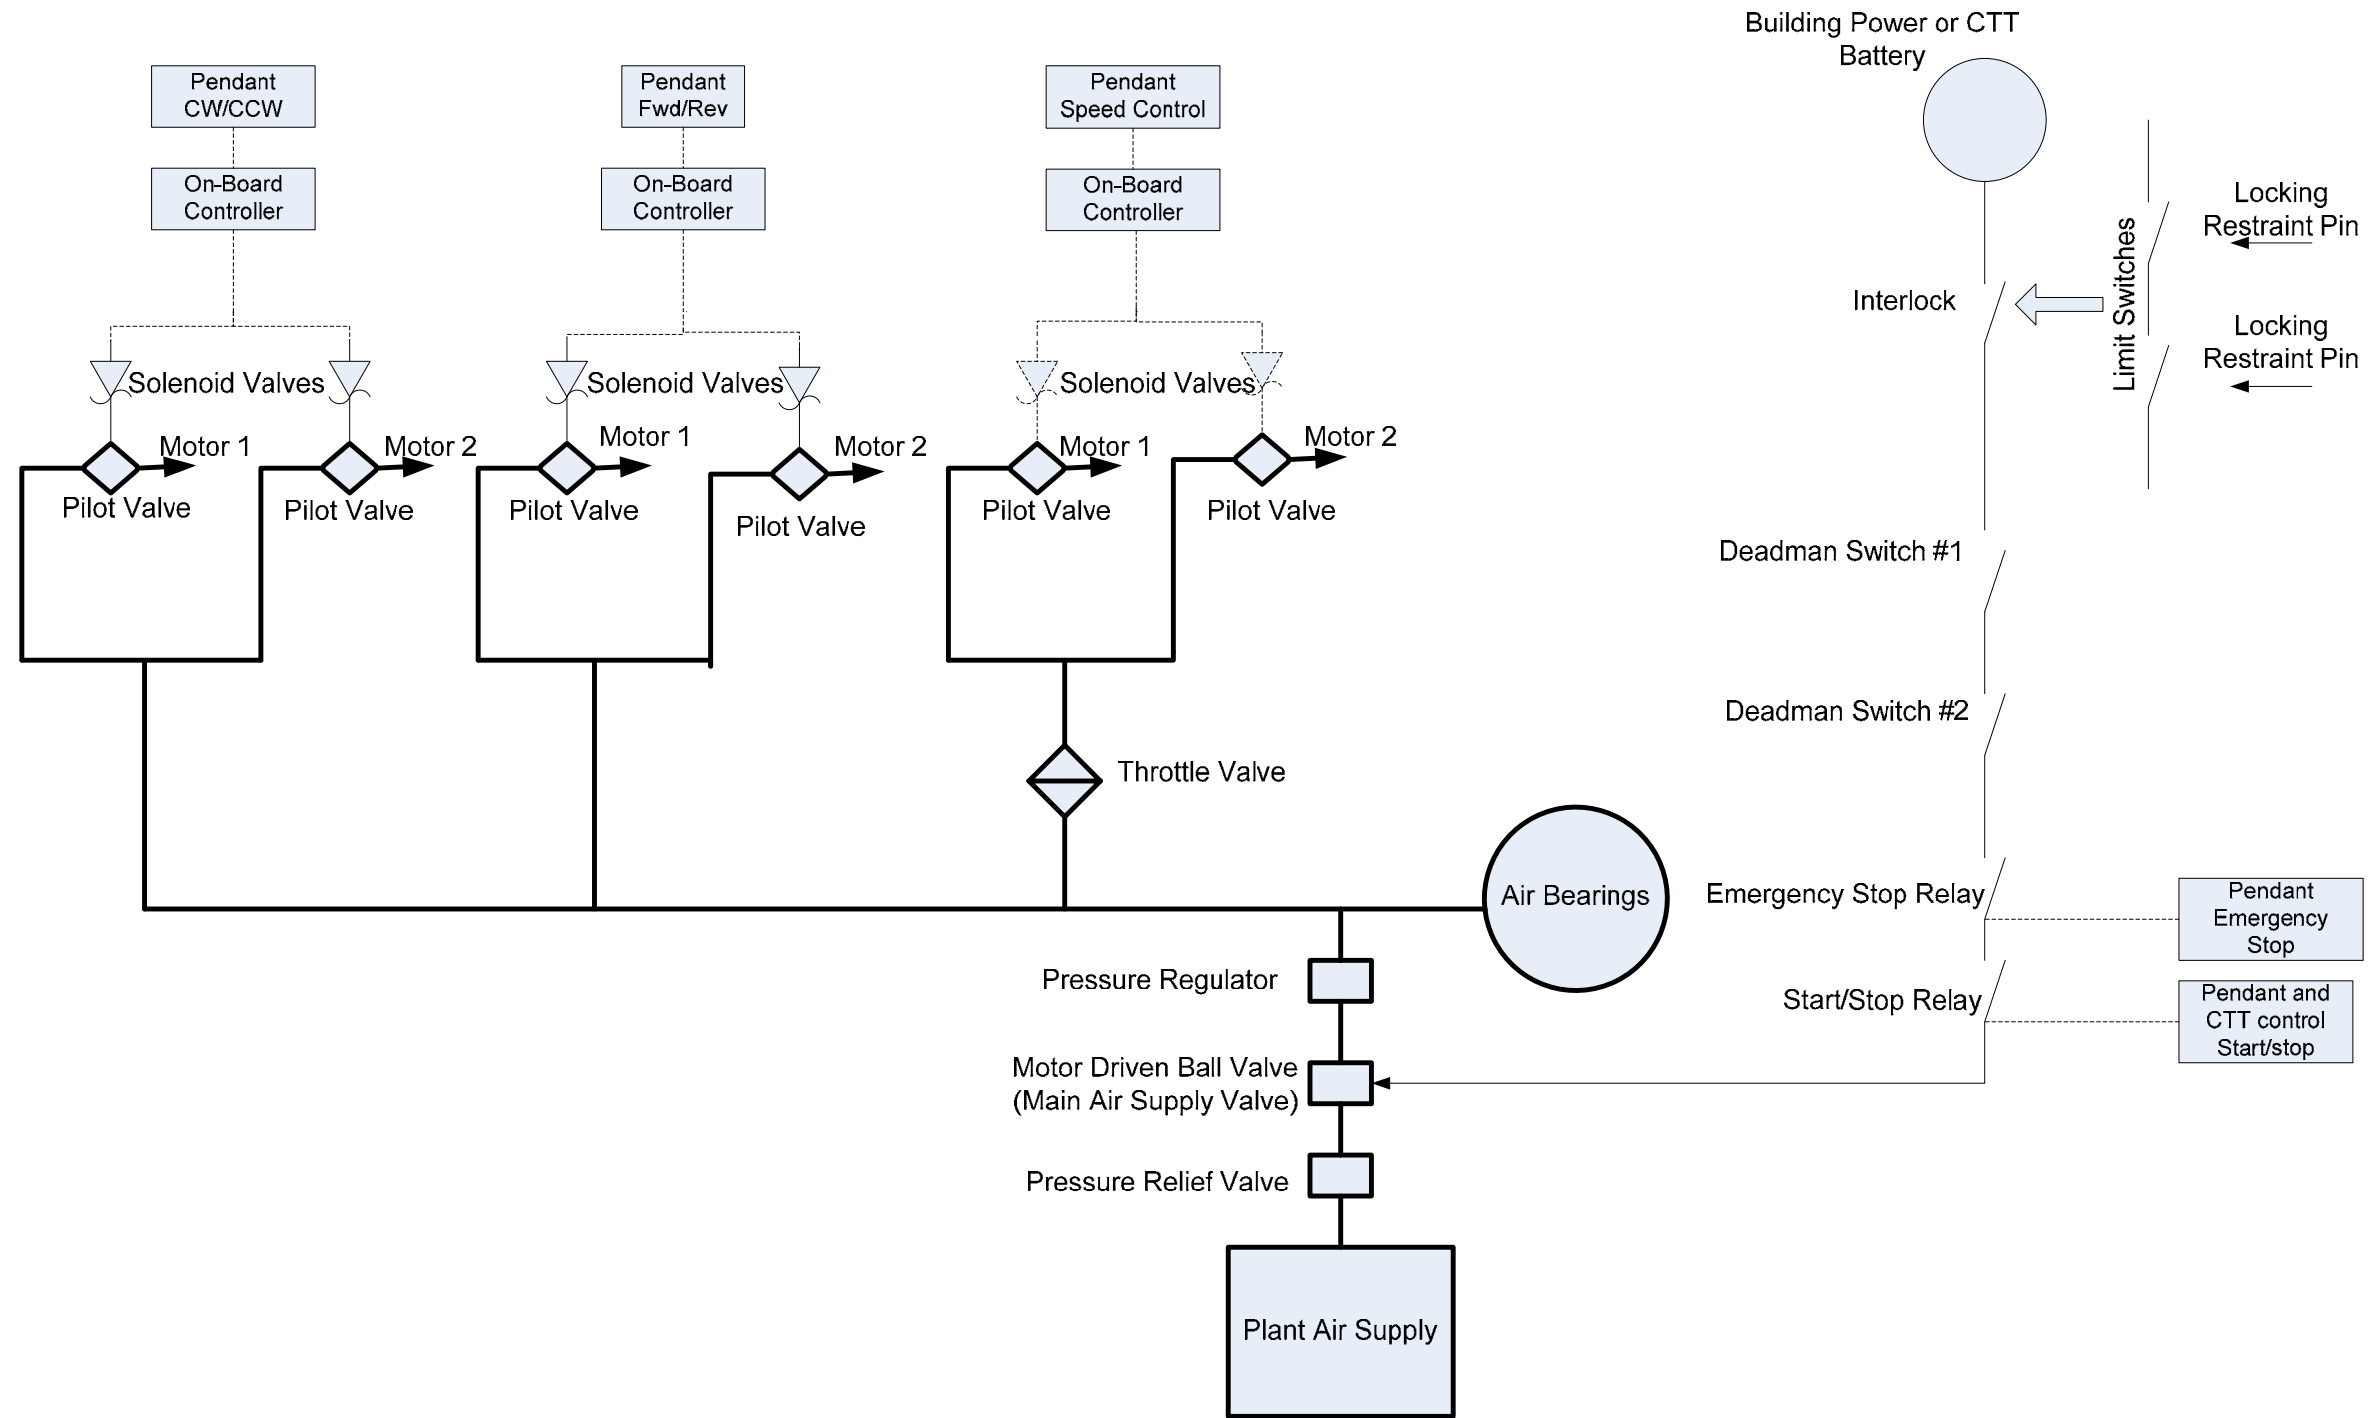 Building Power or CTT
Battery
Pendant
CW/CCW
Pendant
Fwd/Rev
Pendant
Speed Control
On-Board
Controller
On-Board
Controller
On-Board
Controller
Locking
Restraint Pin
Limit Switches
Interlock
Locking
Restraint Pin
Solenoid Valves
Solenoid Valves
Solenoid Valves
Motor 1
Motor 2
Motor 1
Motor 2
Motor 1
Motor 2
Pilot Valve
Pilot Valve
Pilot Valve
Pilot Valve
Pilot Valve
Pilot Valve
Deadman Switch #1
Deadman Switch #2
Throttle Valve
Air Bearings
Emergency Stop Relay
Pendant
Emergency
Stop
Pressure Regulator
Start/Stop Relay
Pendant and
CTT control
Start/stop
Motor Driven Ball Valve
(Main Air Supply Valve)
Pressure Relief Valve
Plant Air Supply